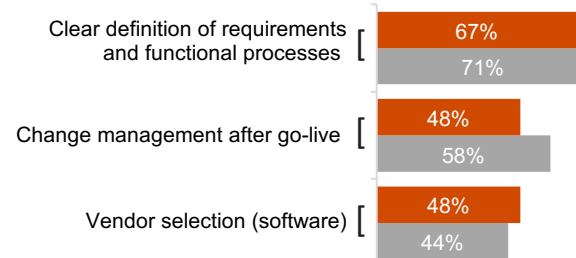 Clear definition of requirements
and functional processes
67%
71%
Change management after go-live
48%
58%
Vendor selection (software)
48%
44%